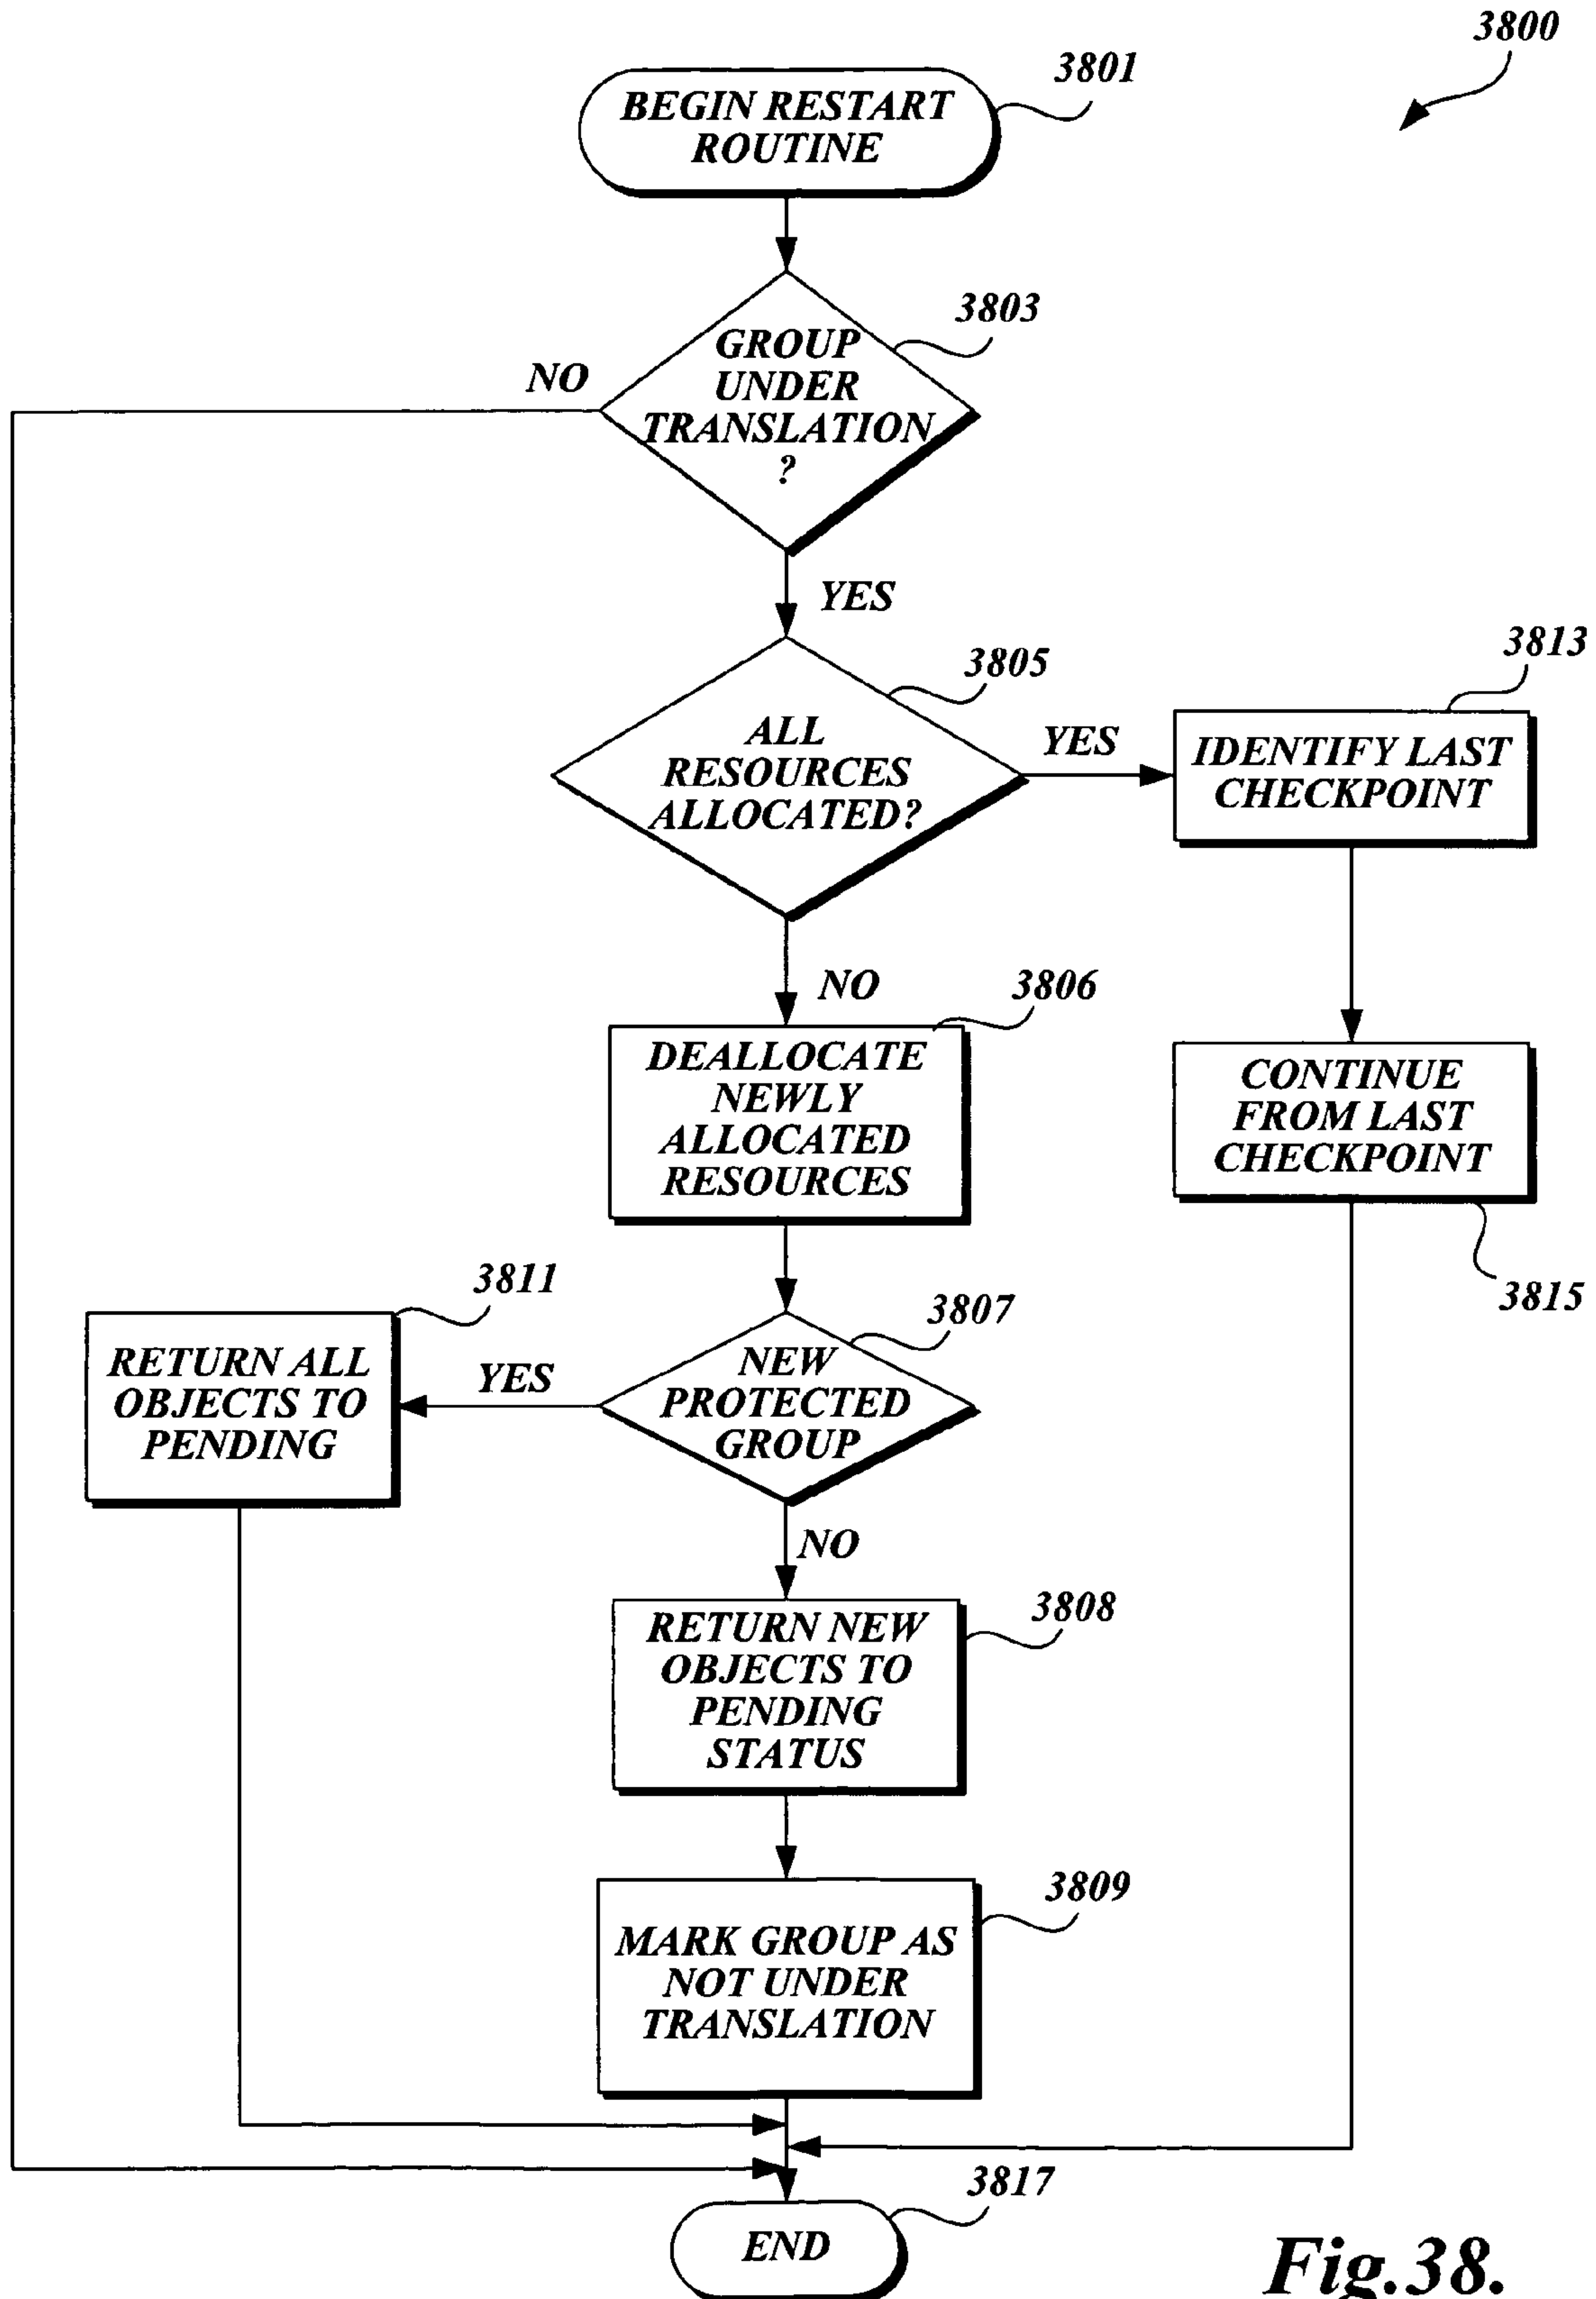 3800
3801
BEGIN RESTART
ROUTINE
3803
GROUP
UNDER
TRANSLATION
?
NO
YES
3805
ALL
RESOURCES
ALLOCATED?
YES
3813
IDENTIFY LAST
CHECKPOINT
NO
3806
DEALLOCATE
NEWLY
ALLOCATED
RESOURCES
CONTINUE
FROM LAST
CHECKPOINT
3815
3811
RETURN ALL
OBJECTS TO
PENDING
YES
3807
NEW
PROTECTED
GROUP
NO
3808
RETURN NEW
OBJECTS TO
PENDING
STATUS
3809
MARK GROUP AS
NOT UNDER
TRANSLATION
3817
END
Fig.38.